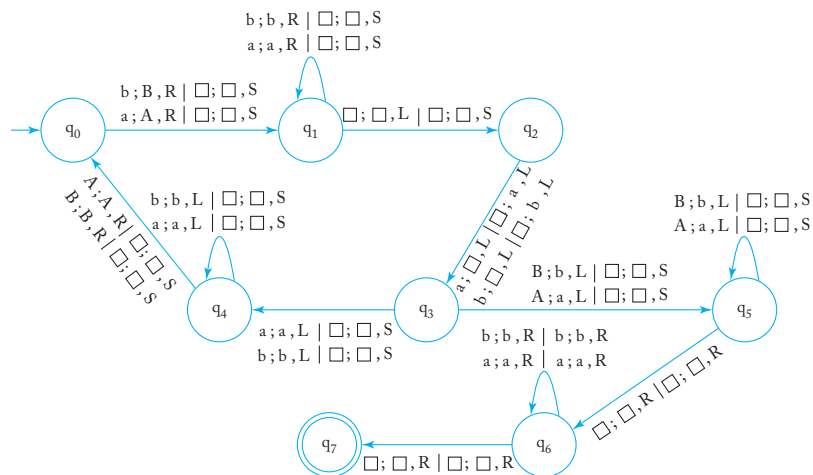 b ; b , R | □ ; □ , S
a ; a , R | □ ; □ , S
b ; B , R | □ ; □ , S
a ; A , R | □ ; □ , S
q0
q1
□ ; □ , L | □ ; □ , S
q2
A ; A , R | □ ; □ , S
B ; B , R | □ ; □ , S
b ; b , L | □ ; □ , S
a ; a , L | □ ; □ , S
a ; □ , L | □ ; a , L
b ; □ , L | □ ; b , L
B ; b , L | □ ; □ , S
A ; a , L | □ ; □ , S
B ; b , L | □ ; □ , S
A ; a , L | □ ; □ , S
q4
q3
q5
a ; a , L | □ ; □ , S
b ; b , L | □ ; □ , S
b ; b , R | b ; b , R
a ; a , R | a ; a , R
□ ; □ , R | □ ; □ , R
q7
q6
□ ; □ , R | □ ; □ , R